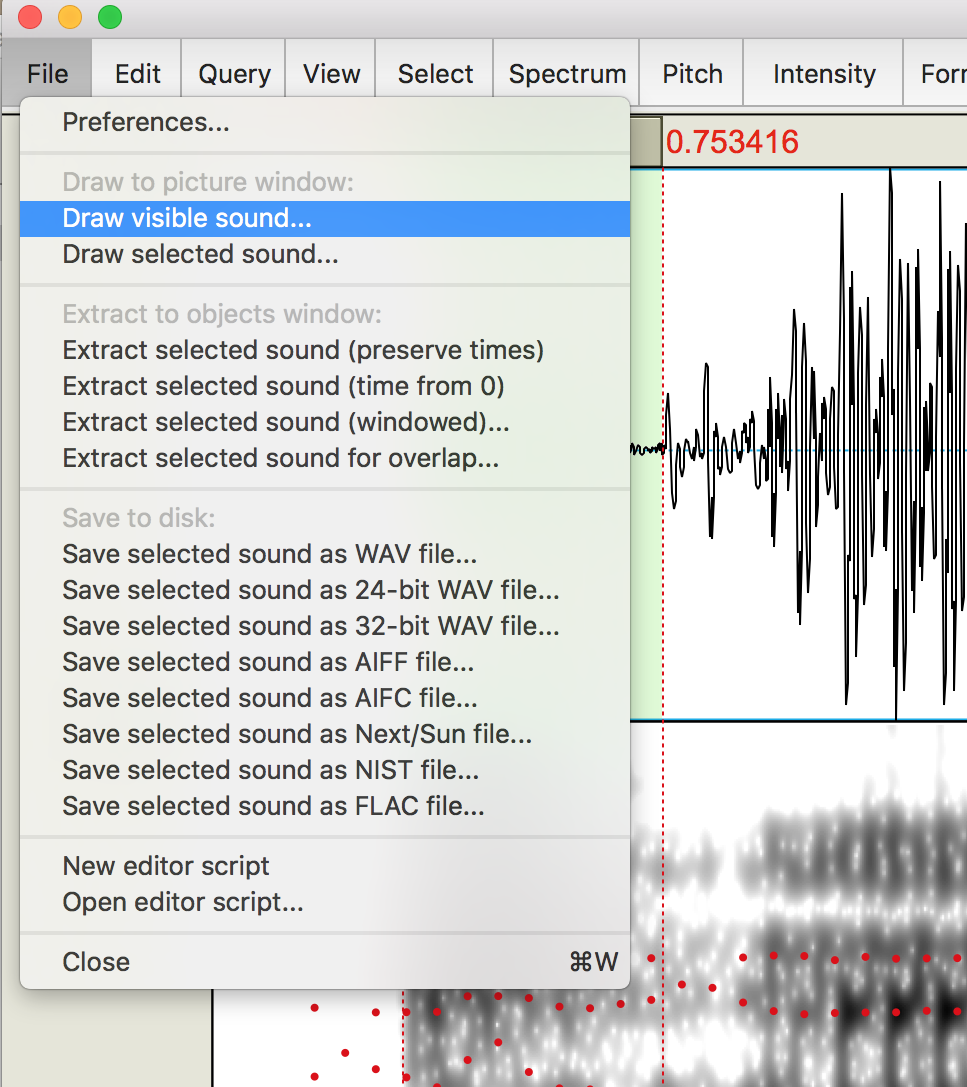 File Edit Query View Select Spectrum Pitch Intensity
0.753416
Preferences...
Draw to picture window:
Draw visible sound...
Draw selected sound...
Extract to objects window:
Extract selected sound (preserve times)
Extract selected sound (time from 0)
Extract selected sound (windowed)...
Extract selected sound for overlap...
Save to disk:
Save selected sound as WAV file...
Save selected sound as 24-bit WAV file...
Save selected sound as 32-bit WAV file...
Save selected sound as AIFF file...
Save selected sound as AIFC file...
Save selected sound as Next/Sun file...
Save selected sound as NIST file...
Save selected sound as FLAC file...
New editor script
Open editor script...
Close ⌘W